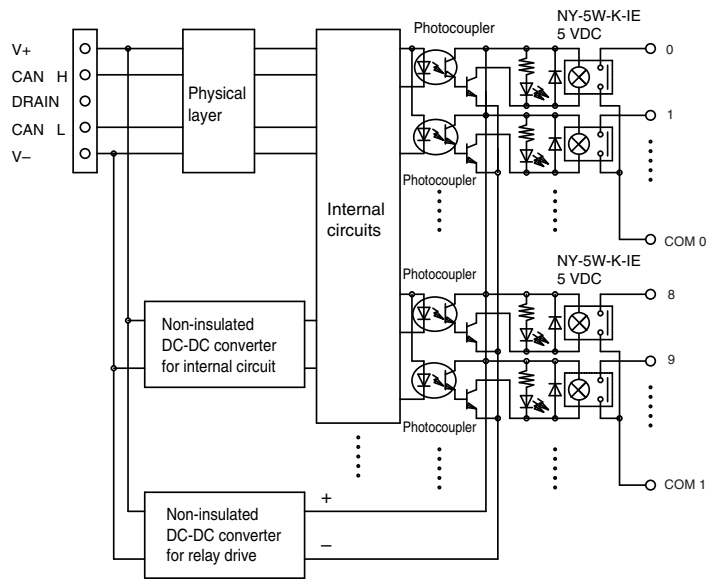 NY-5W-K-IE
5 VDC
Photocoupler
V+
CAN H
DRAIN
CAN L
V–
Physical
layer
0
1
Photocoupler
Internal
circuits
COM 0
NY-5W-K-IE
5 VDC
Photocoupler
8
Non-insulated
DC-DC converter
for internal circuit
9
Photocoupler
COM 1
+
Non-insulated
DC-DC converter
for relay drive
–